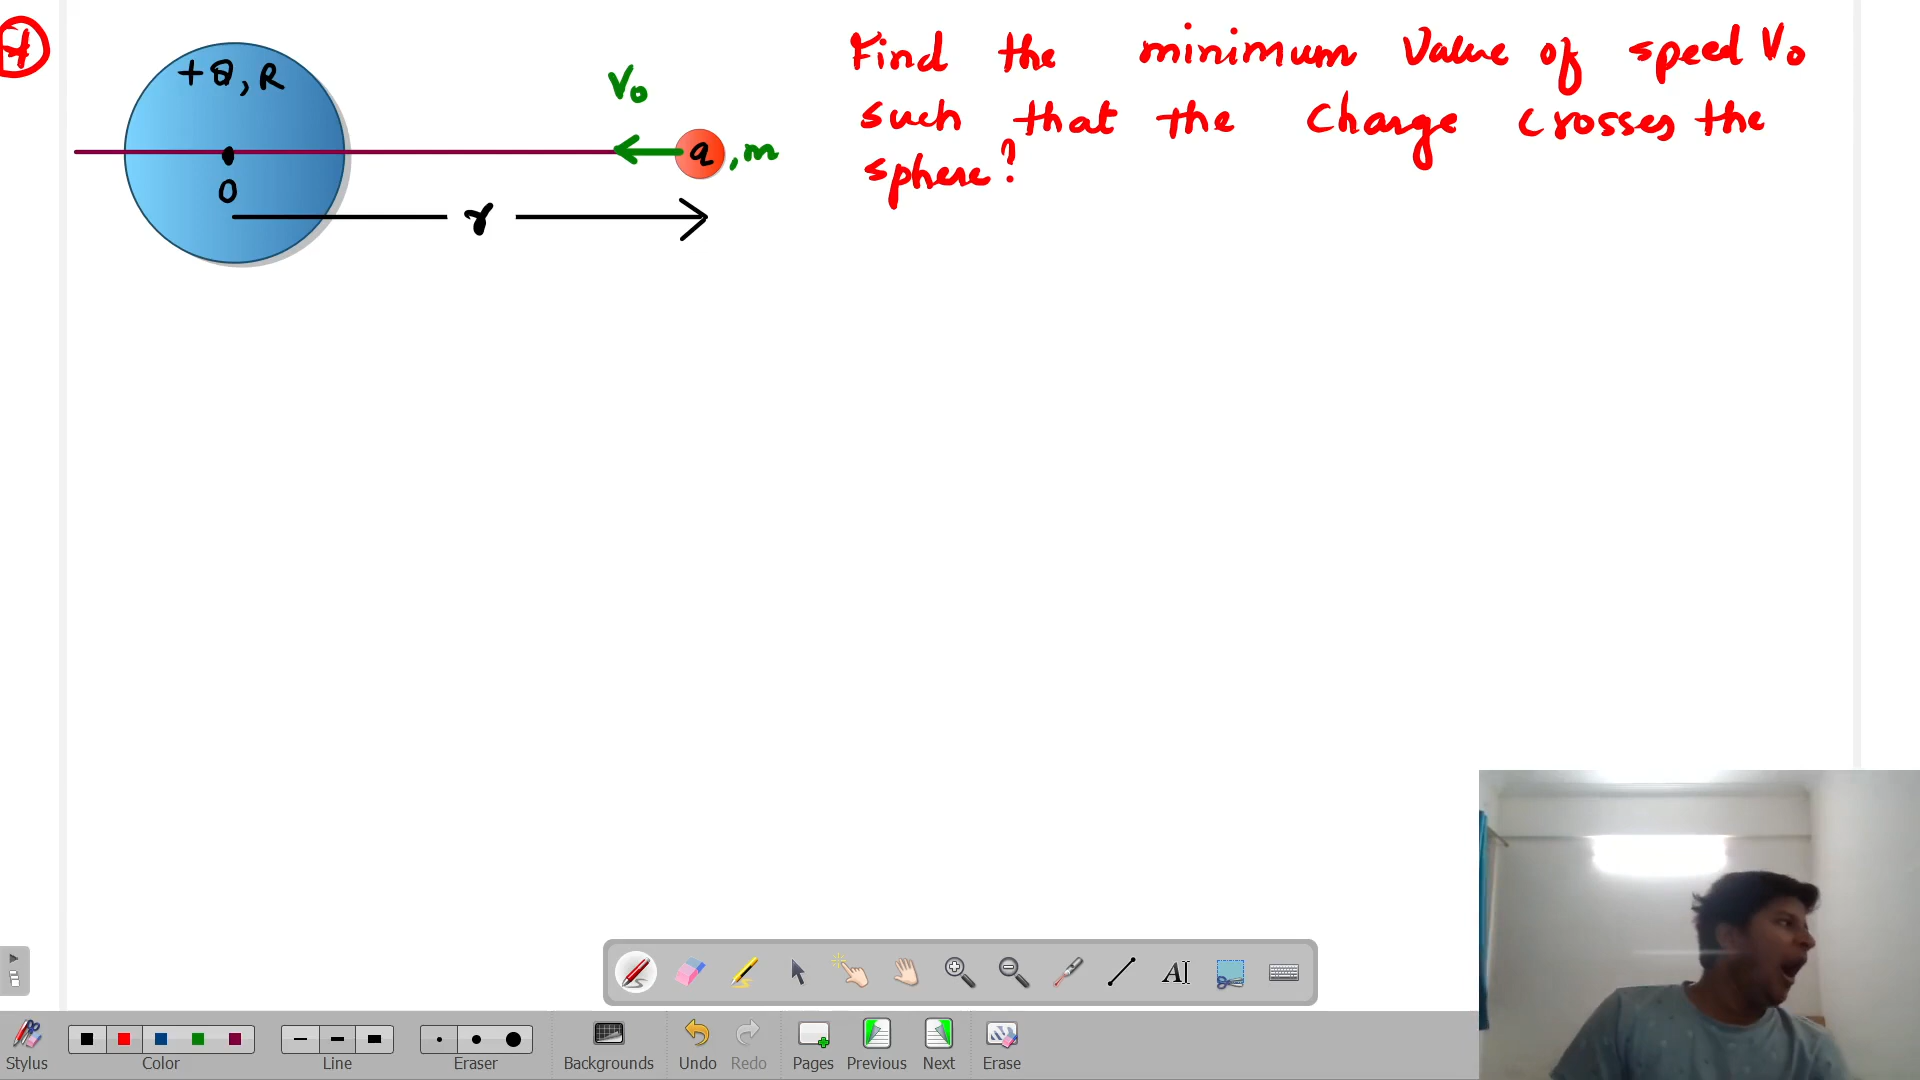 +Q, R
V₀
q, m
O
r
Find the minimum Value of speed V₀
such that the Charge crosses the
sphere?
Stylus
Color
Line
Eraser
Backgrounds
Undo
Redo
Pages
Previous
Next
Erase